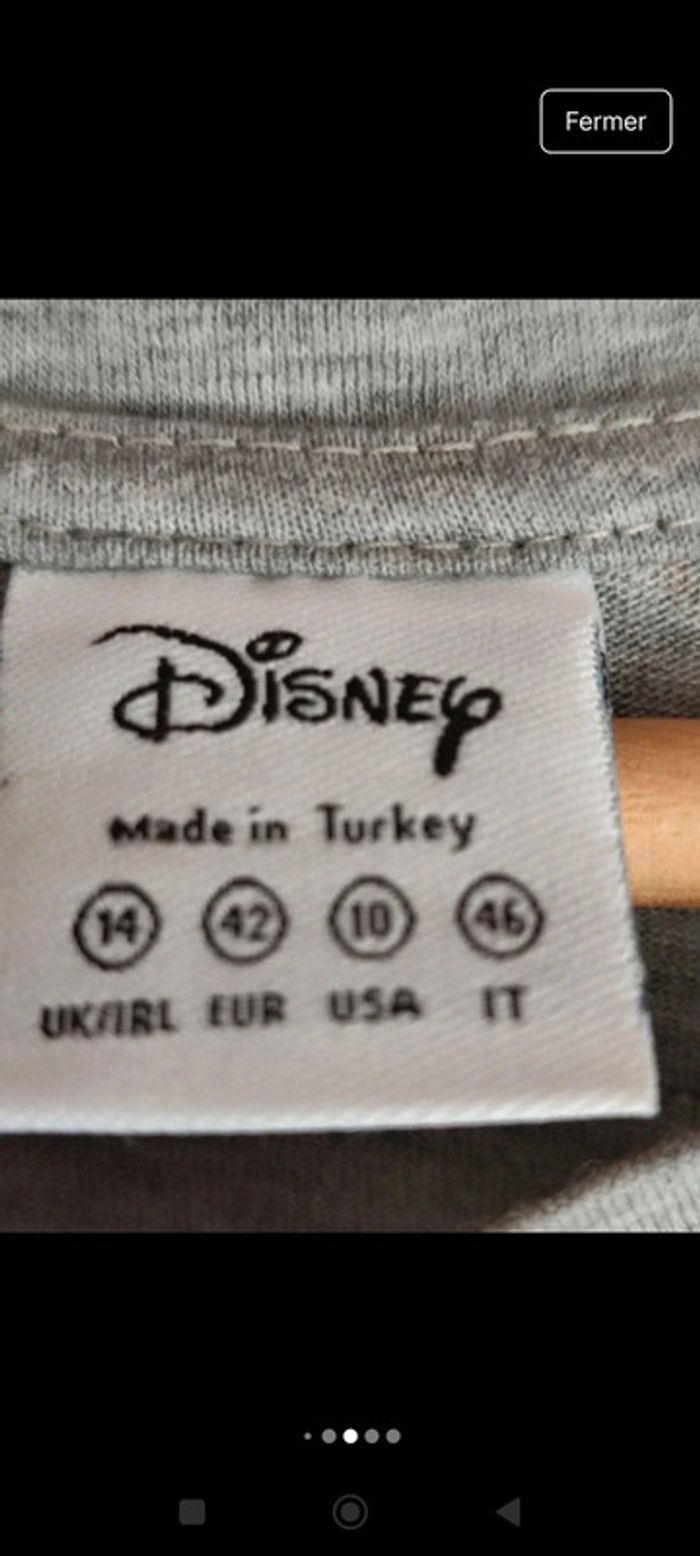 Fermer
Disney
Made in Turkey
14 42 10 46
UK/IRL EUR USA IT